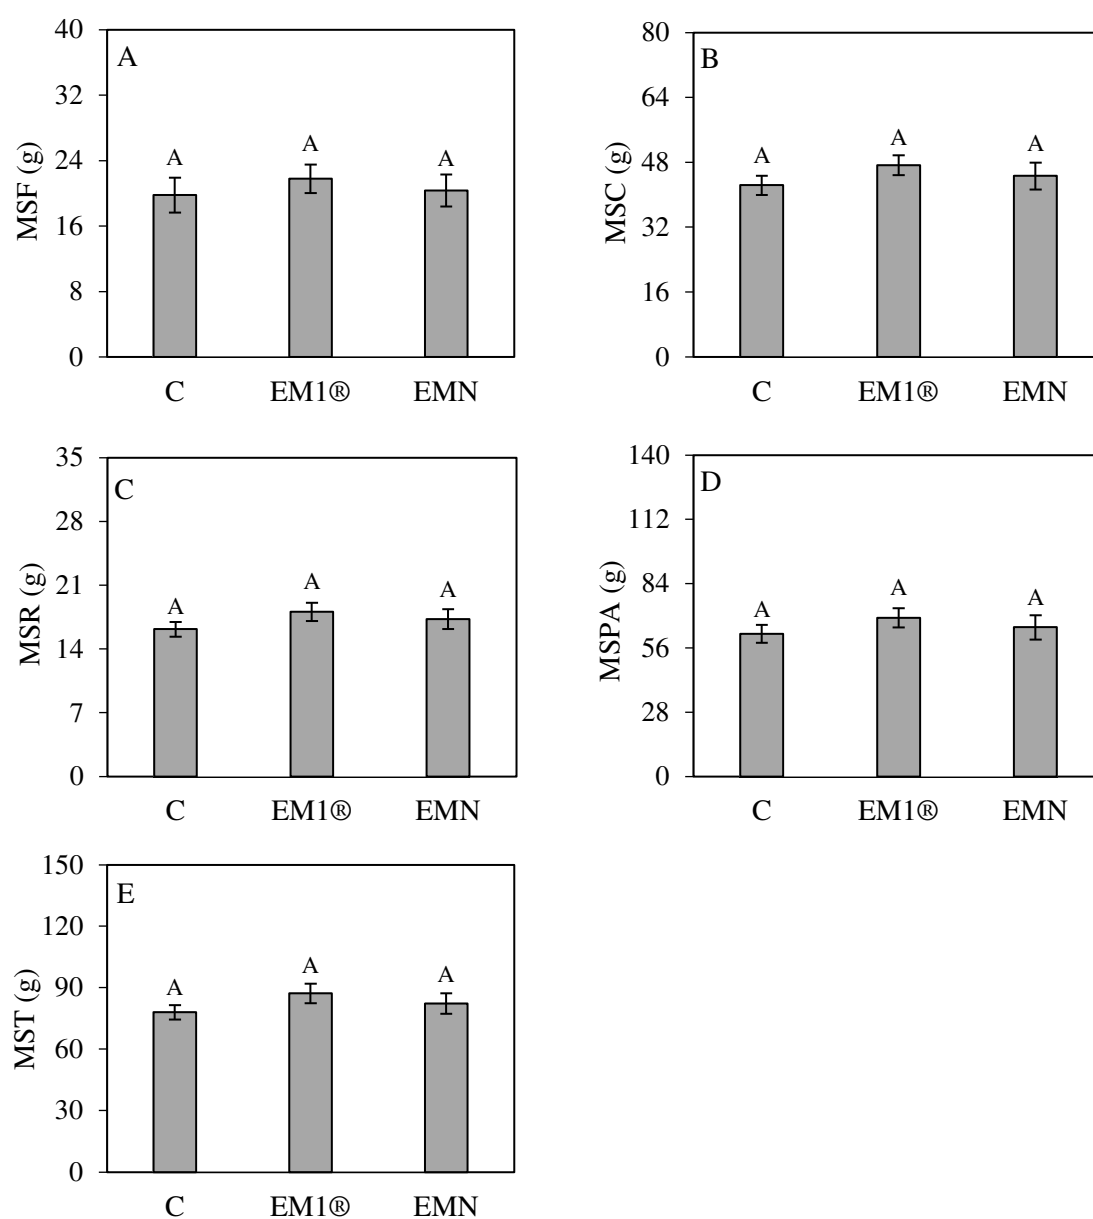 A
MSF (g)
40
32
24
16
8
0
A
A
A
C
EM1®
EMN
B
MSC (g)
80
64
48
32
16
0
A
A
A
C
EM1®
EMN
C
MSR (g)
35
28
21
14
7
0
A
A
A
C
EM1®
EMN
D
MSPA (g)
140
112
84
56
28
0
A
A
A
C
EM1®
EMN
E
MST (g)
150
120
90
60
30
0
A
A
A
C
EM1®
EMN